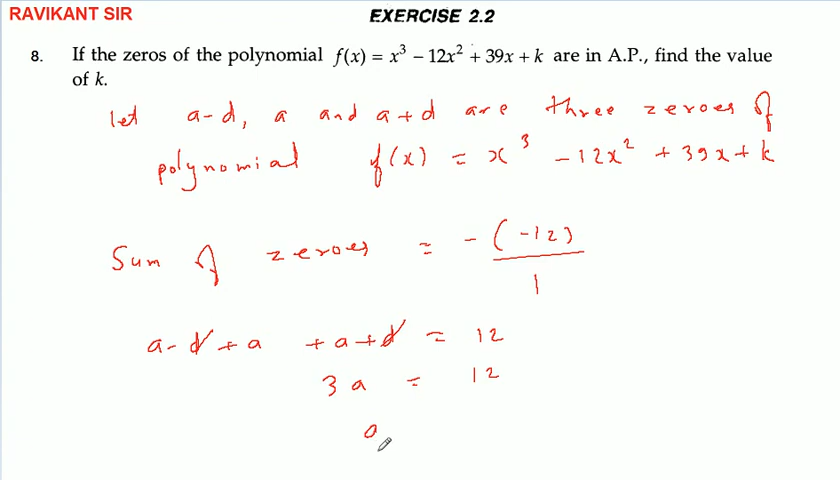 RAVIKANT SIR
EXERCISE 2.2
8. If the zeros of the polynomial f(x) = x³ − 12x² + 39x + k are in A.P., find the value
of k.
let a-d, a and a+d are three zeroes of
polynomial f(x) = x³ - 12x² + 39x + k
Sum of zeroes = -(-12)/1
a-d+a +a+d = 12
3a = 12
a